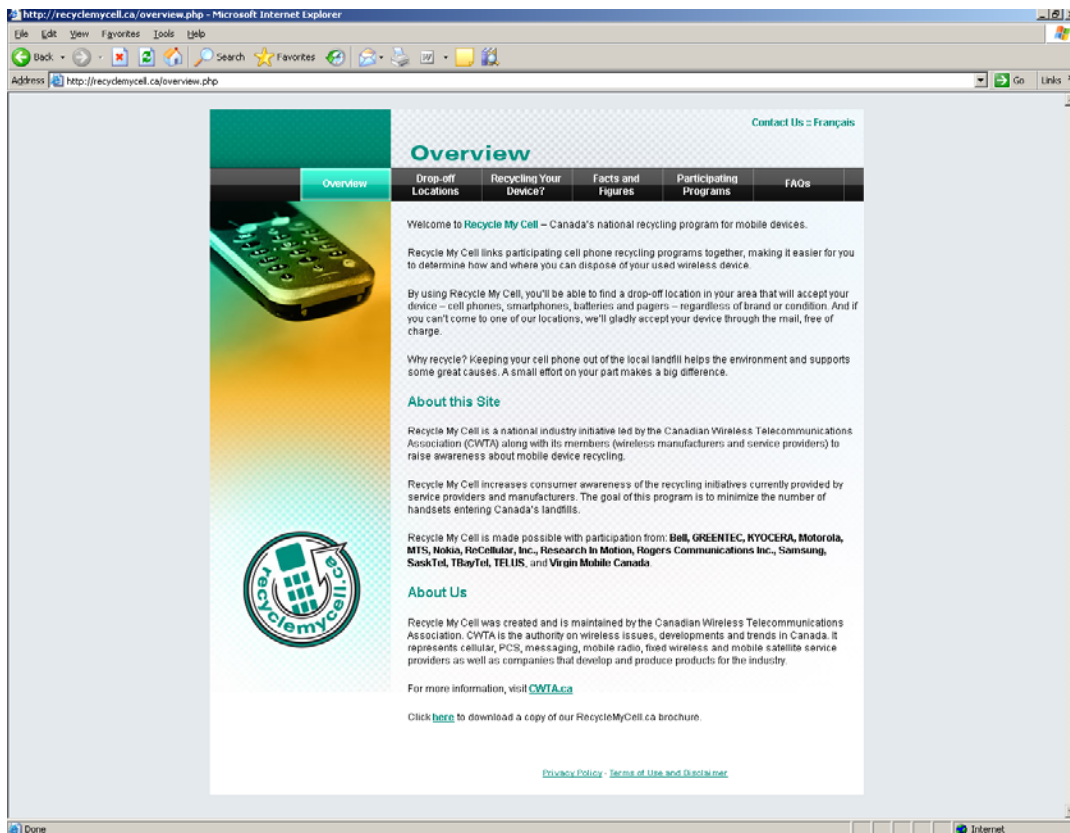 http://recyclemycell.ca/overview.php - Microsoft Internet Explorer
File Edit View Favorites Tools Help
Back Search Favorites
Address http://recyclemycell.ca/overview.php Go Links
Contact Us :: Français
Overview
Overview
Drop-off
Locations
Recycling Your
Device?
Facts and
Figures
Participating
Programs
FAQs
Welcome to Recycle My Cell – Canada's national recycling program for mobile devices.
Recycle My Cell links participating cell phone recycling programs together, making it easier for you
to determine how and where you can dispose of your used wireless device.
By using Recycle My Cell, you'll be able to find a drop-off location in your area that will accept your
device – cell phones, smartphones, batteries and pagers – regardless of brand or condition. And if
you can't come to one of our locations, we'll gladly accept your device through the mail, free of
charge.
Why recycle? Keeping your cell phone out of the local landfill helps the environment and supports
some great causes. A small effort on your part makes a big difference.
About this Site
Recycle My Cell is a national industry initiative led by the Canadian Wireless Telecommunications
Association (CWTA) along with its members (wireless manufacturers and service providers) to
raise awareness about mobile device recycling.
Recycle My Cell increases consumer awareness of the recycling initiatives currently provided by
service providers and manufacturers. The goal of this program is to minimize the number of
handsets entering Canada's landfills.
Recycle My Cell is made possible with participation from: Bell, GREENTEC, KYOCERA, Motorola,
MTS, Nokia, ReCellular, Inc., Research In Motion, Rogers Communications Inc., Samsung,
SaskTel, TBayTel, TELUS, and Virgin Mobile Canada.
recyclemycell.ca
About Us
Recycle My Cell was created and is maintained by the Canadian Wireless Telecommunications
Association. CWTA is the authority on wireless issues, developments and trends in Canada. It
represents cellular, PCS, messaging, mobile radio, fixed wireless and mobile satellite service
providers as well as companies that develop and produce products for the industry.
For more information, visit CWTA.ca
Click here to download a copy of our RecycleMyCell.ca brochure.
Privacy Policy - Terms of Use and Disclaimer
Done Internet